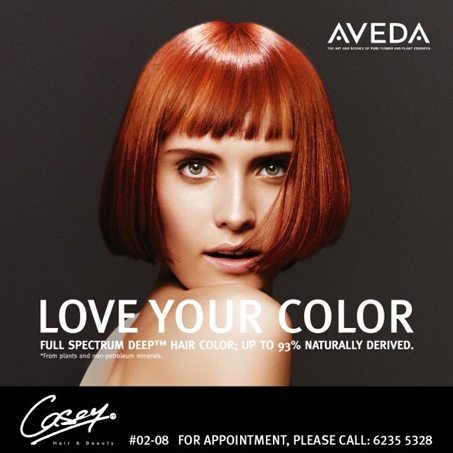 AVEDA
THE ART AND SCIENCE OF PURE FLOWER AND PLANT ESSENCES
LOVE YOUR COLOR
FULL SPECTRUM DEEP™ HAIR COLOR; UP TO 93% NATURALLY DERIVED.
*From plants and non-petroleum minerals.
Casey
Hair & Beauty
#02-08 FOR APPOINTMENT, PLEASE CALL: 6235 5328